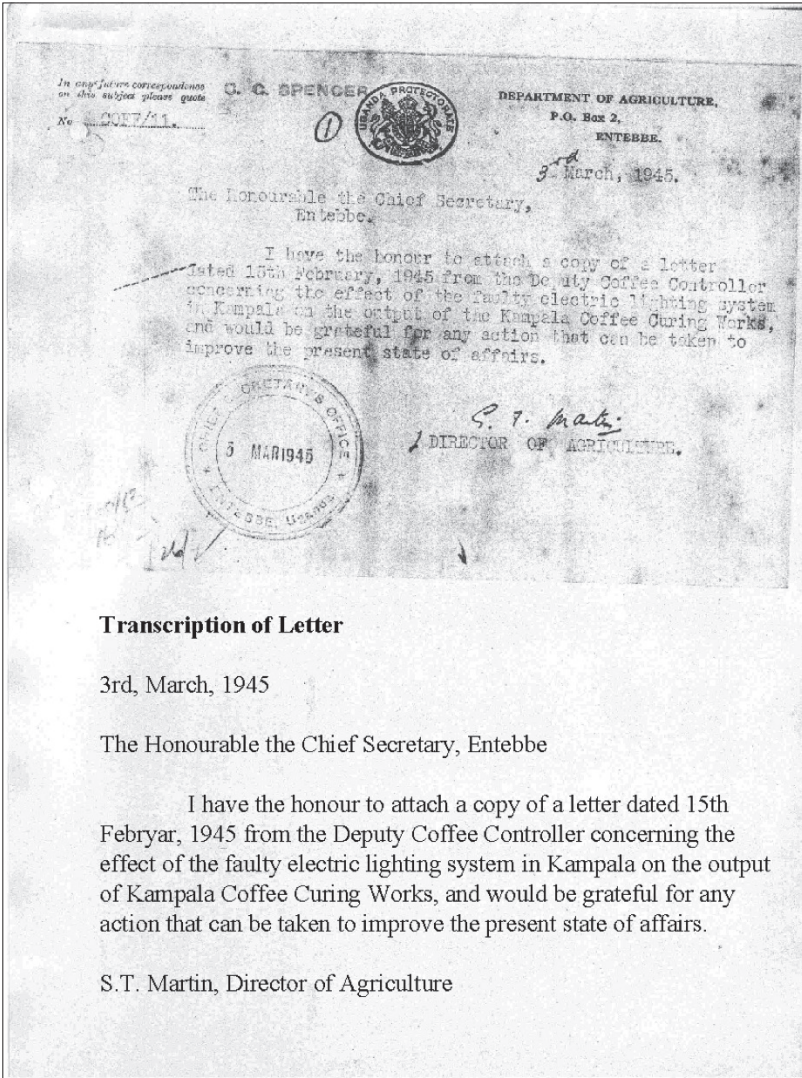 In any future correspondence
on this subject please quote
No COFF/11.
C. C. SPENCER
1
UGANDA PROTECTORATE
DEPARTMENT OF AGRICULTURE,
P.O. Box 2,
ENTEBBE.
3rd March, 1945.
The Honourable the Chief Secretary,
Entebbe.
I have the honour to attach a copy of a letter
dated 15th February, 1945 from the Deputy Coffee Controller
concerning the effect of the faulty electric lighting system
in Kampala on the output of the Kampala Coffee Curing Works,
and would be grateful for any action that can be taken to
improve the present state of affairs.
CHIEF SECRETARY'S OFFICE
5 MAR 1945
ENTEBBE, UGANDA
S. T. Martin
DIRECTOR OF AGRICULTURE.
Transcription of Letter
3rd, March, 1945
The Honourable the Chief Secretary, Entebbe
I have the honour to attach a copy of a letter dated 15th
Febryar, 1945 from the Deputy Coffee Controller concerning the
effect of the faulty electric lighting system in Kampala on the output
of Kampala Coffee Curing Works, and would be grateful for any
action that can be taken to improve the present state of affairs.
S.T. Martin, Director of Agriculture